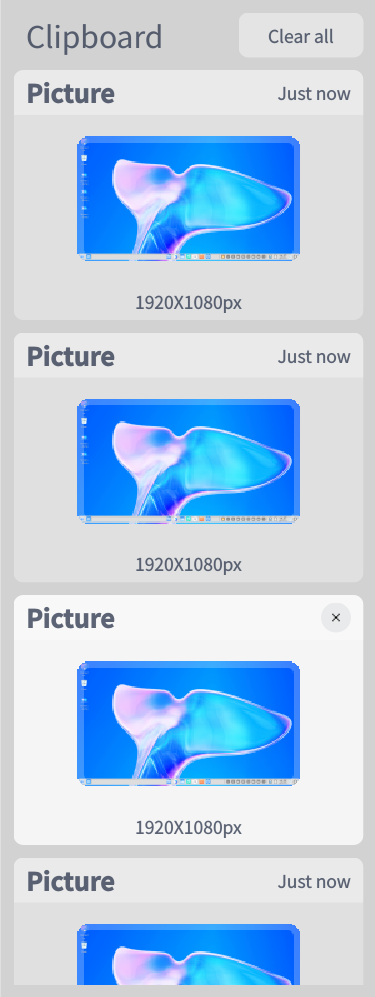 Clipboard
Clear all
Picture
Just now
1920X1080px
Picture
Just now
1920X1080px
Picture
×
1920X1080px
Picture
Just now